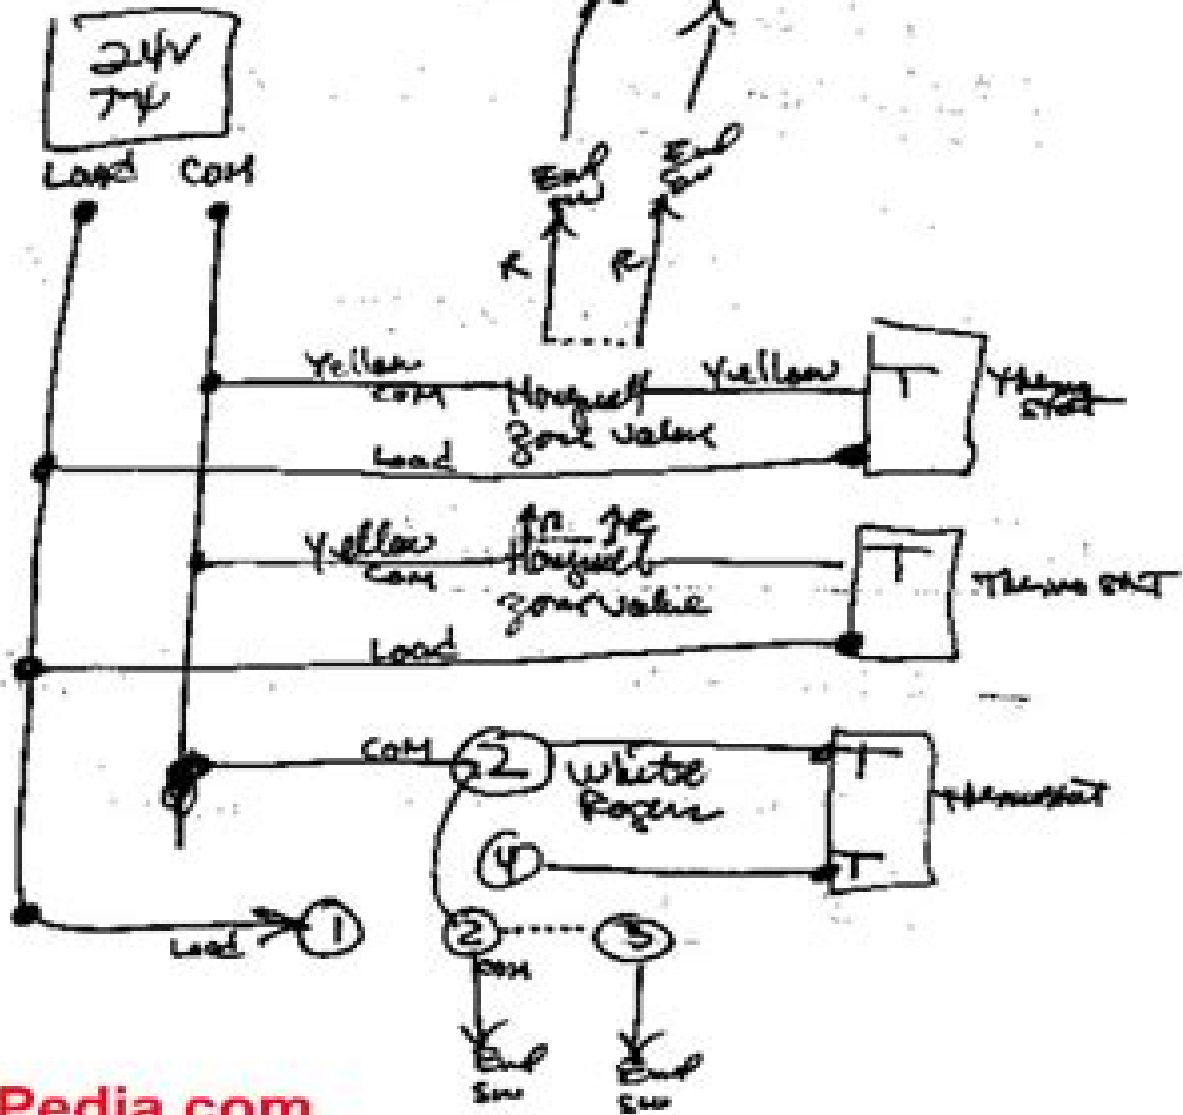 24V
Load COM
End
sw
End
sw
R R
Yellow
COM
Yellow
T
Honeywell
zone valve
Load
Yellow
COM
Honeywell
zone valve
T
Thermostat
Load
COM
2
White
Rogers
T
Thermostat
4
T
Load
1
2
3
COM
End
sw
End
sw
Pedia.com